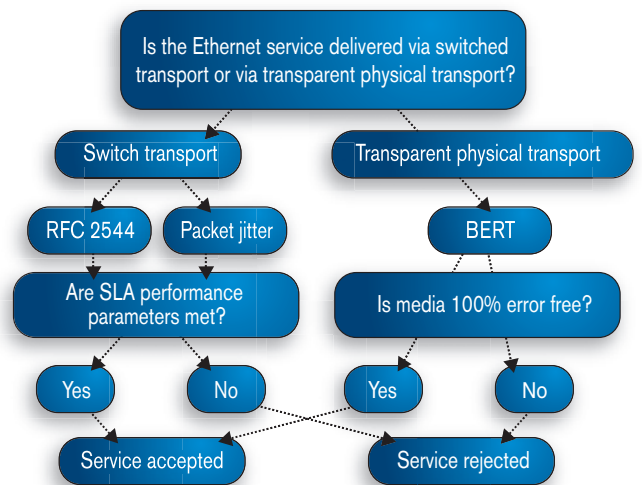 Is the Ethernet service delivered via switched
transport or via transparent physical transport?
Switch transport
Transparent physical transport
RFC 2544
Packet jitter
BERT
Are SLA performance
parameters met?
Is media 100% error free?
Yes
No
Yes
No
Service accepted
Service rejected